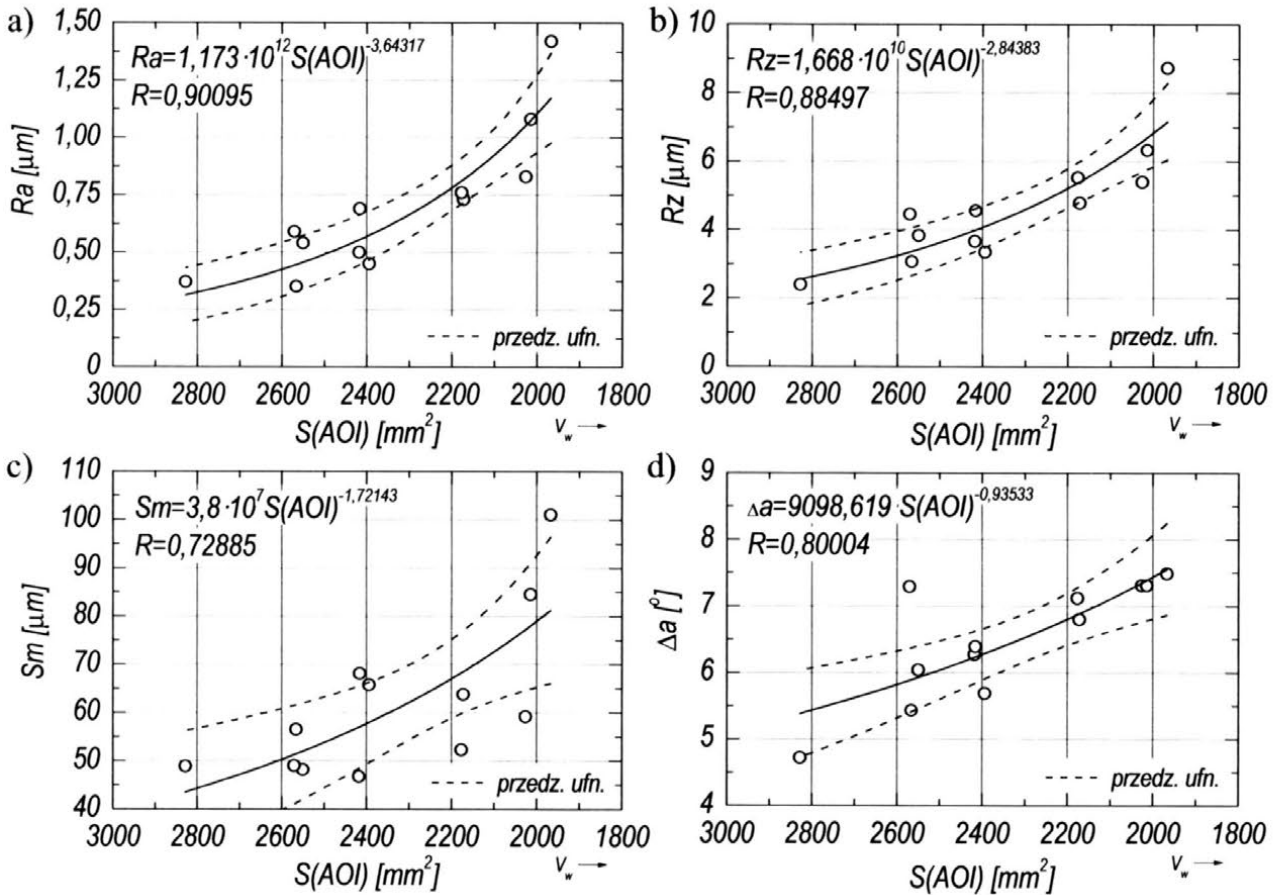 a)
Ra=1,173·10¹²S(AOI)⁻³,⁶⁴³¹⁷
R=0,90095
1,50
1,25
1,00
0,75
0,50
0,25
0
Ra [μm]
przedz. ufn.
3000 2800 2600 2400 2200 2000 1800
S(AOI) [mm²]
Vw
b)
Rz=1,668·10¹⁰S(AOI)⁻²,⁸⁴³⁸³
R=0,88497
10
8
6
4
2
0
Rz [μm]
przedz. ufn.
3000 2800 2600 2400 2200 2000 1800
S(AOI) [mm²]
Vw
c)
Sm=3,8·10⁷S(AOI)⁻¹,⁷²¹⁴³
R=0,72885
110
100
90
80
70
60
50
40
Sm [μm]
przedz. ufn.
3000 2800 2600 2400 2200 2000 1800
S(AOI) [mm²]
Vw
d)
Δa=9098,619·S(AOI)⁻⁰,⁹³⁵³³
R=0,80004
9
8
7
6
5
4
Δa [°]
przedz. ufn.
3000 2800 2600 2400 2200 2000 1800
S(AOI) [mm²]
Vw